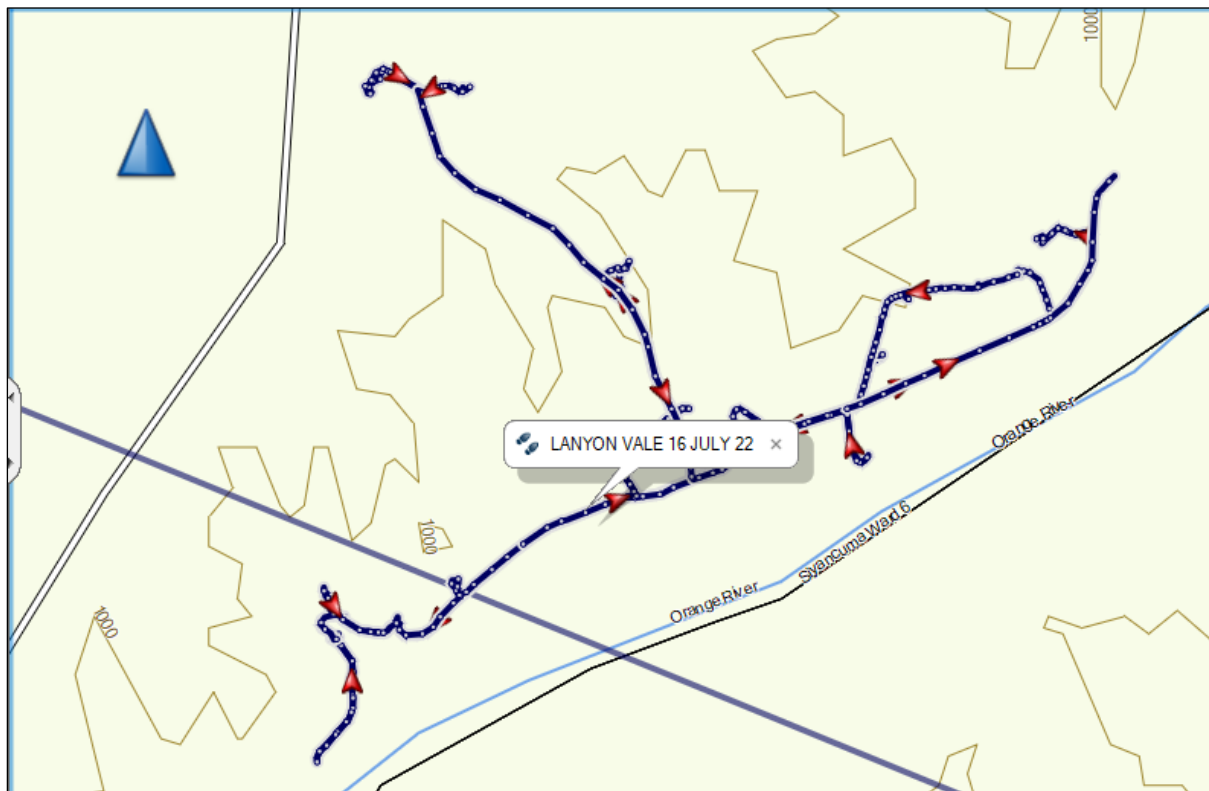 1000
LANYON VALE 16 JULY 22 ×
Orange River
1000
Siyancuma Ward 6
Orange River
1000